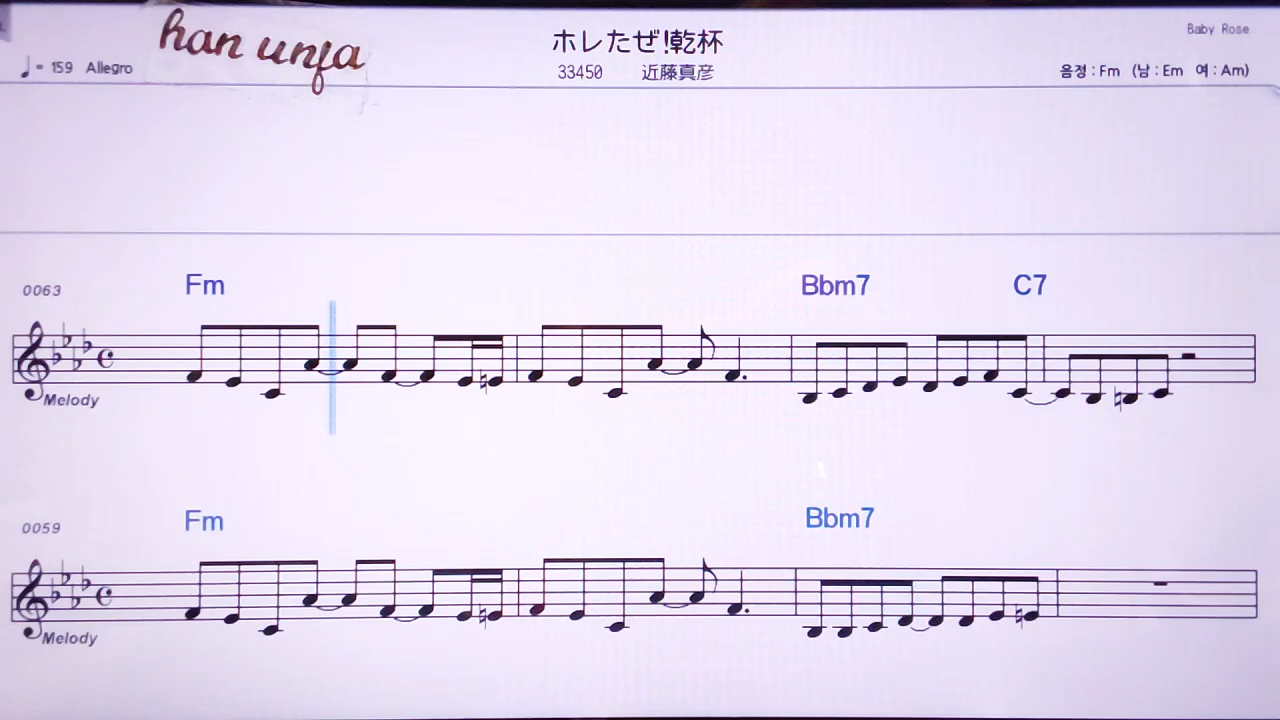 Baby Rose
han unfa
ホレたぜ!乾杯
♩= 159 Allegro
33450 近藤真彦
음정 : Fm (남 : Em 여 : Am)
0063
Fm Bbm7 C7
Melody
0059
Fm Bbm7
Melody